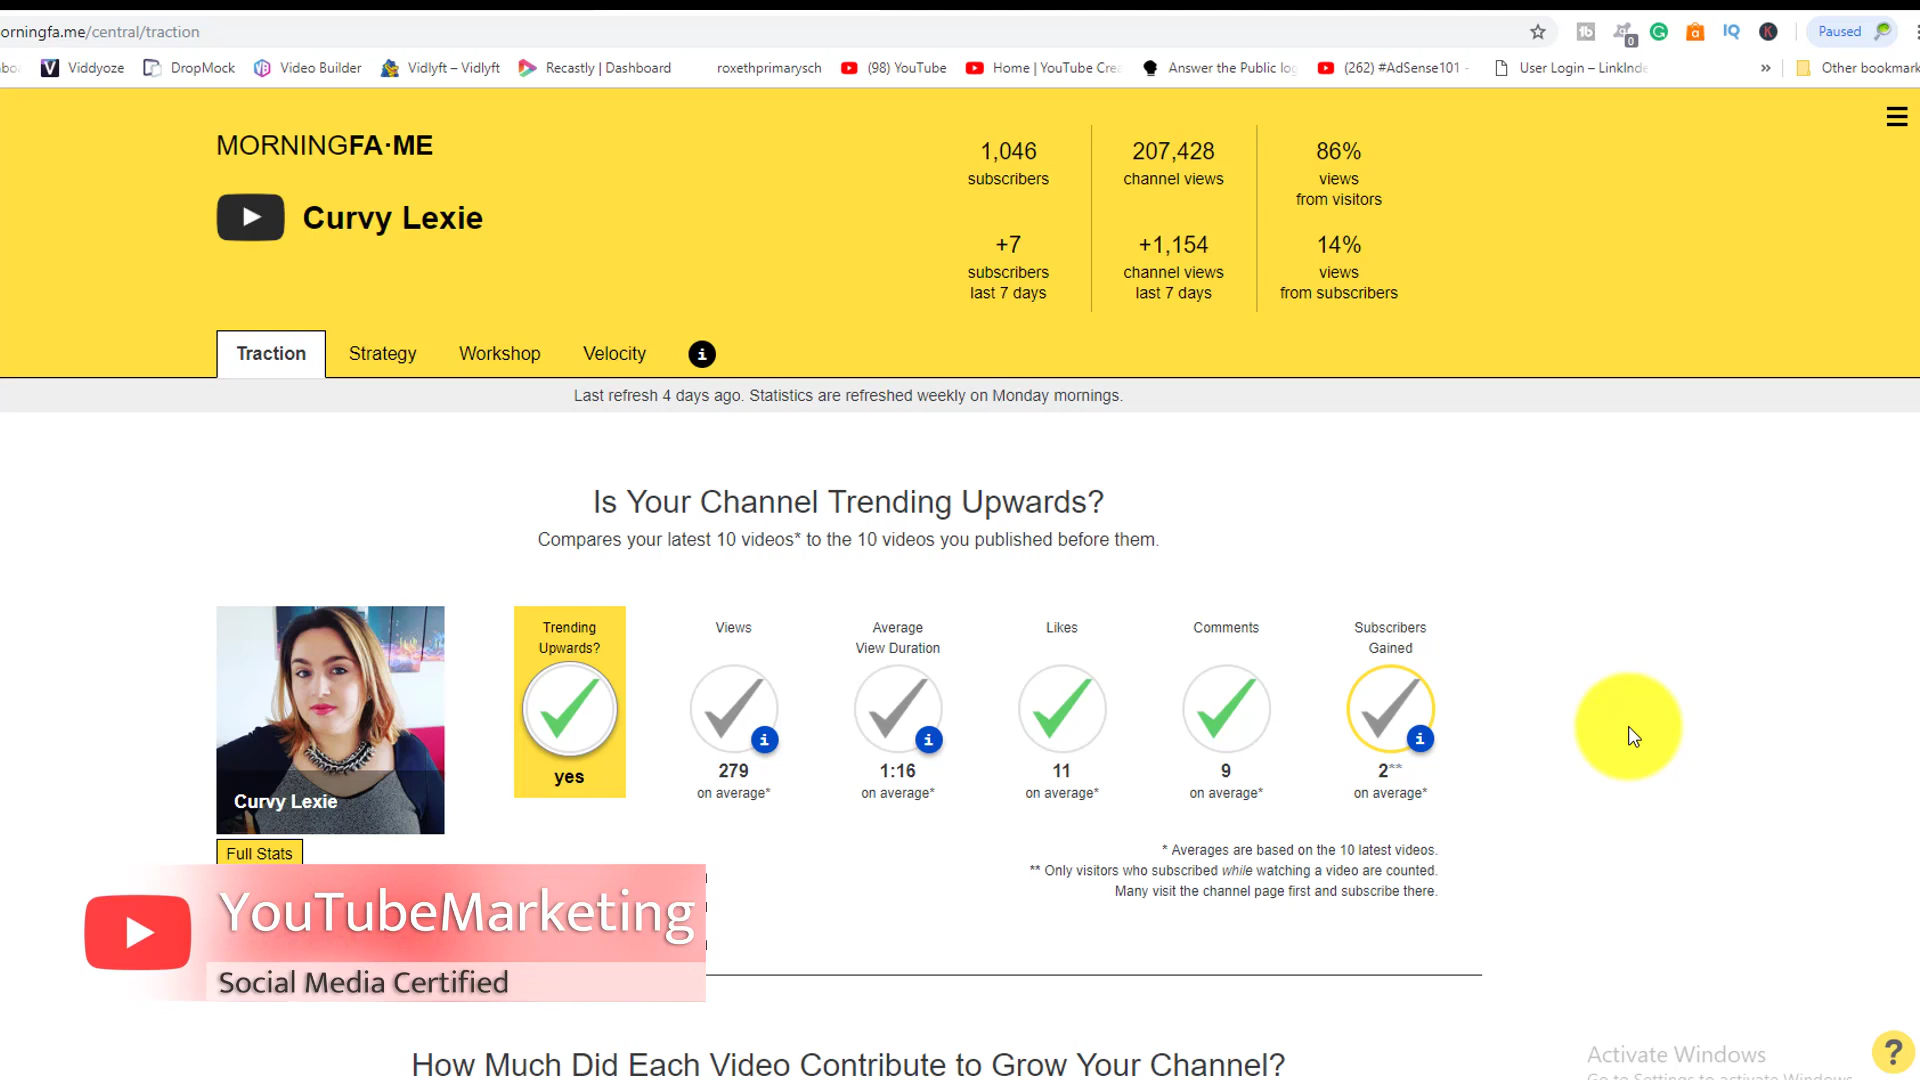 orningfa.me/central/traction
Paused
Viddyoze
DropMock
Video Builder
Vidlyft – Vidlyft
Recastly | Dashboard
roxethprimarysch
(98) YouTube
Home | YouTube Cre
Answer the Public lo
(262) #AdSense101 -
User Login – LinkInd
»
Other bookmark
MORNINGFA·ME
Curvy Lexie
1,046
subscribers
207,428
channel views
86%
views
from visitors
+7
subscribers
last 7 days
+1,154
channel views
last 7 days
14%
views
from subscribers
Traction
Strategy
Workshop
Velocity
i
Last refresh 4 days ago. Statistics are refreshed weekly on Monday mornings.
Is Your Channel Trending Upwards?
Compares your latest 10 videos* to the 10 videos you published before them.
Curvy Lexie
Full Stats
Trending
Upwards?
yes
Views
279
on average*
Average
View Duration
1:16
on average*
Likes
11
on average*
Comments
9
on average*
Subscribers
Gained
2**
on average*
* Averages are based on the 10 latest videos.
** Only visitors who subscribed while watching a video are counted.
Many visit the channel page first and subscribe there.
YouTubeMarketing
Social Media Certified
How Much Did Each Video Contribute to Grow Your Channel?
Activate Windows
Go to Settings to activate Windows
?